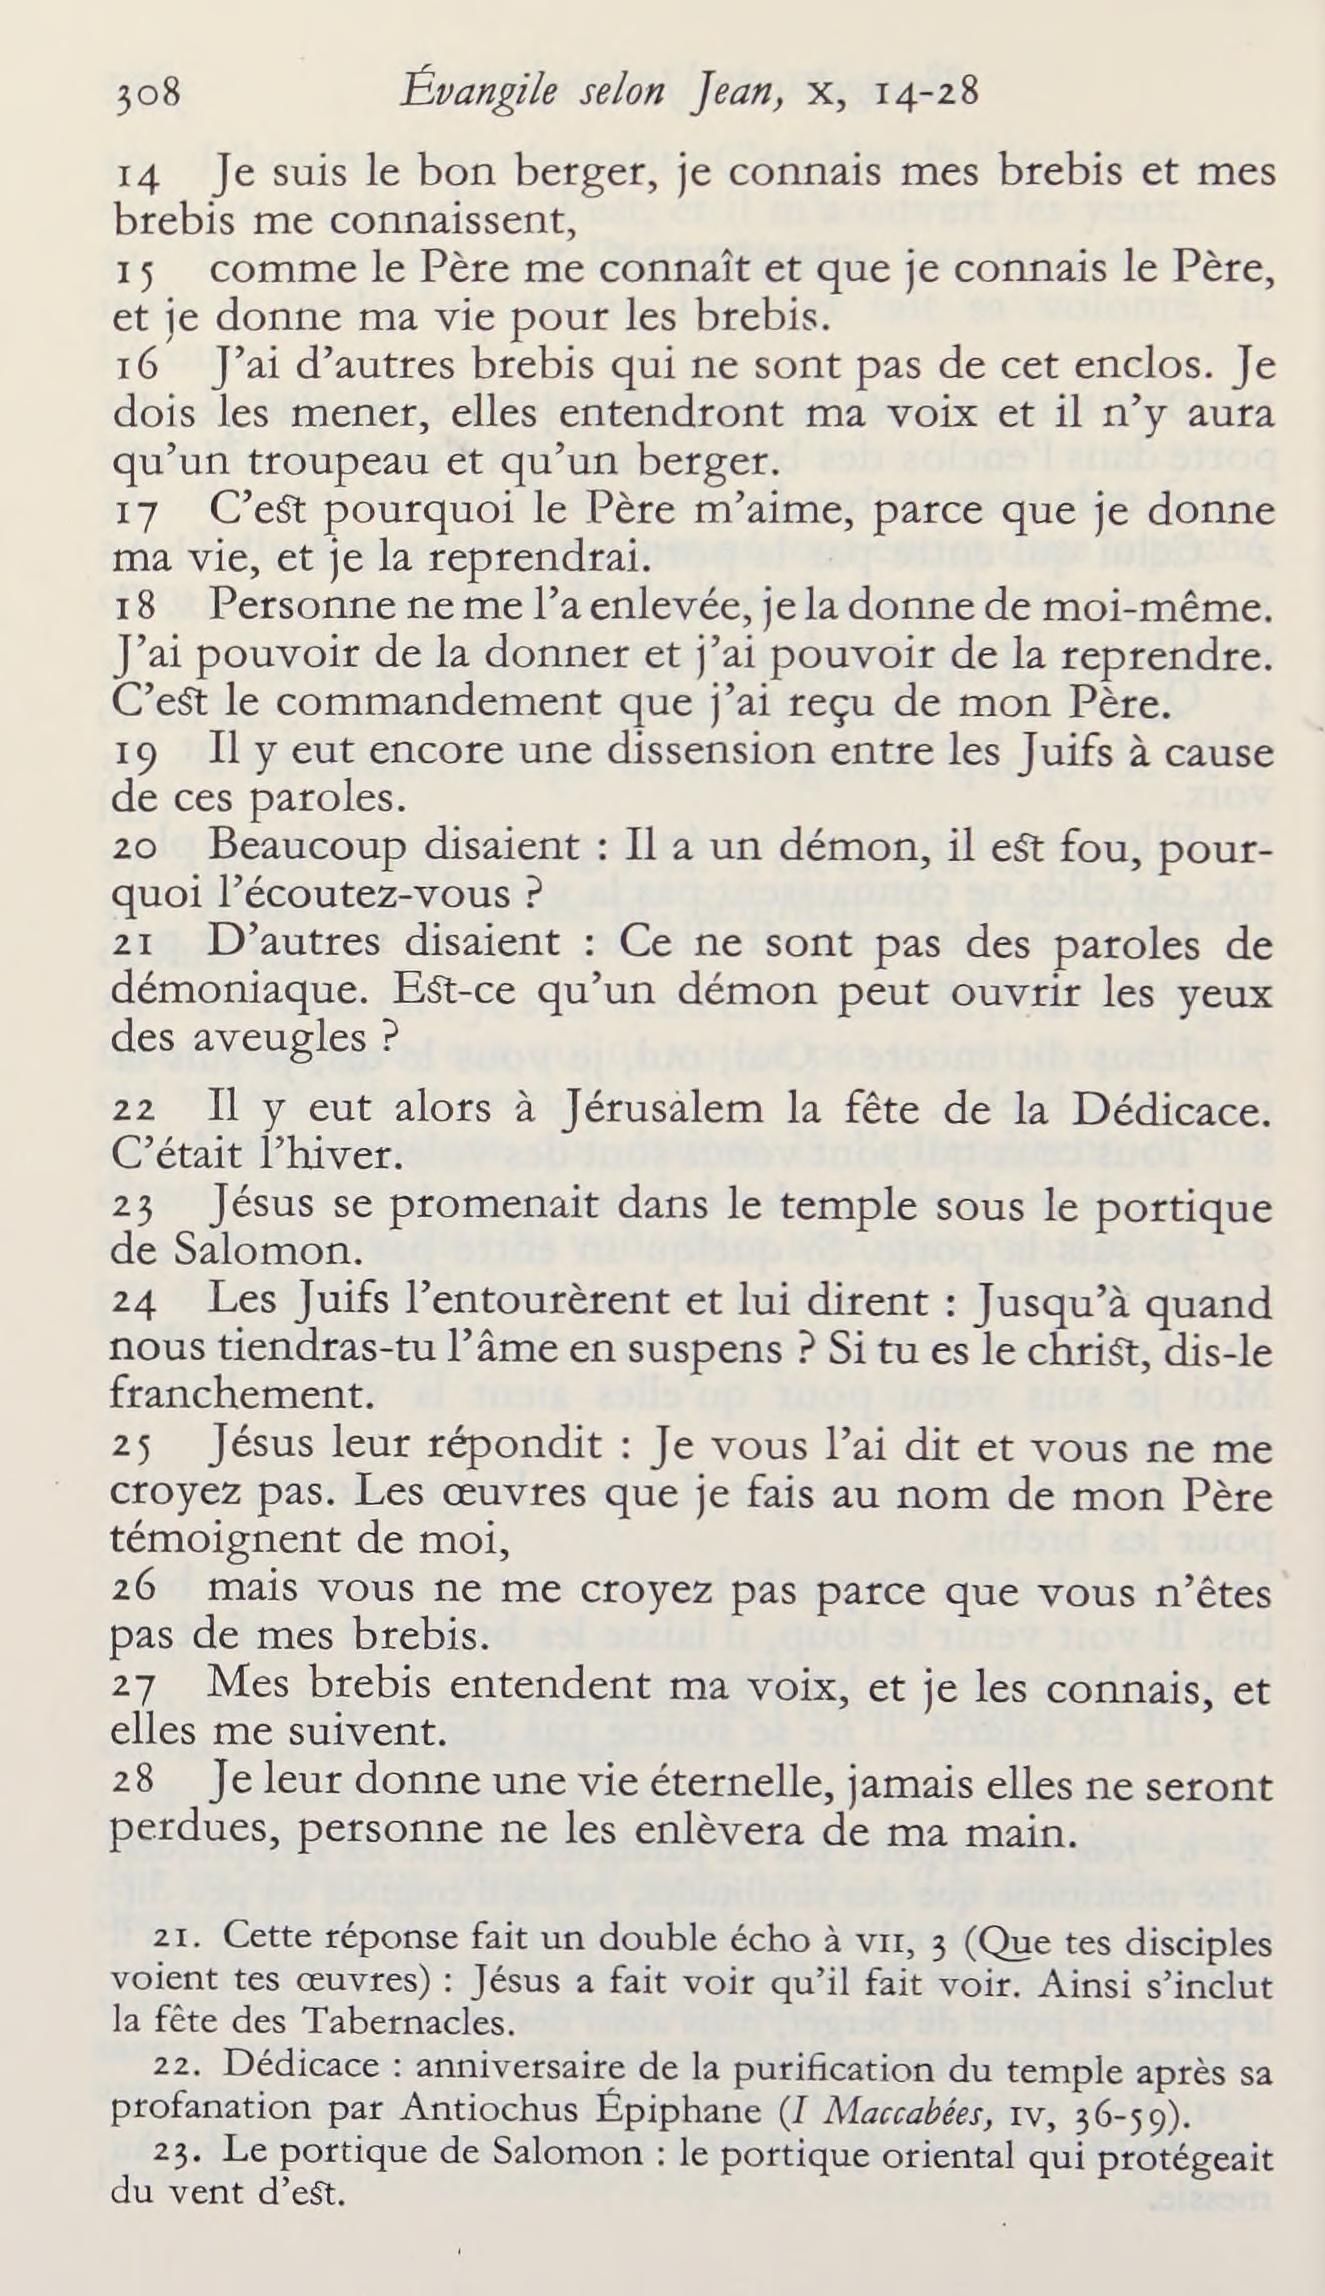 308 Évangile selon Jean, X, 14-28
14 Je suis le bon berger, je connais mes brebis et mes
brebis me connaissent,
15 comme le Père me connaît et que je connais le Père,
et je donne ma vie pour les brebis.
16 J’ai d’autres brebis qui ne sont pas de cet enclos. Je
dois les mener, elles entendront ma voix et il n’y aura
qu’un troupeau et qu’un berger.
17 C’est pourquoi le Père m’aime, parce que je donne
ma vie, et je la reprendrai.
18 Personne ne me l’a enlevée, je la donne de moi-même.
J’ai pouvoir de la donner et j’ai pouvoir de la reprendre.
C’est le commandement que j’ai reçu de mon Père.
19 Il y eut encore une dissension entre les Juifs à cause
de ces paroles.
20 Beaucoup disaient : Il a un démon, il est fou, pour-
quoi l’écoutez-vous ?
21 D’autres disaient : Ce ne sont pas des paroles de
démoniaque. Est-ce qu’un démon peut ouvrir les yeux
des aveugles ?
22 Il y eut alors à Jérusalem la fête de la Dédicace.
C’était l’hiver.
23 Jésus se promenait dans le temple sous le portique
de Salomon.
24 Les Juifs l’entourèrent et lui dirent : Jusqu’à quand
nous tiendras-tu l’âme en suspens ? Si tu es le christ, dis-le
franchement.
25 Jésus leur répondit : Je vous l’ai dit et vous ne me
croyez pas. Les œuvres que je fais au nom de mon Père
témoignent de moi,
26 mais vous ne me croyez pas parce que vous n’êtes
pas de mes brebis.
27 Mes brebis entendent ma voix, et je les connais, et
elles me suivent.
28 Je leur donne une vie éternelle, jamais elles ne seront
perdues, personne ne les enlèvera de ma main.
21. Cette réponse fait un double écho à VII, 3 (Que tes disciples
voient tes œuvres) : Jésus a fait voir qu’il fait voir. Ainsi s’inclut
la fête des Tabernacles.
22. Dédicace : anniversaire de la purification du temple après sa
profanation par Antiochus Épiphane (I Maccabées, IV, 36-59).
23. Le portique de Salomon : le portique oriental qui protégeait
du vent d’est.